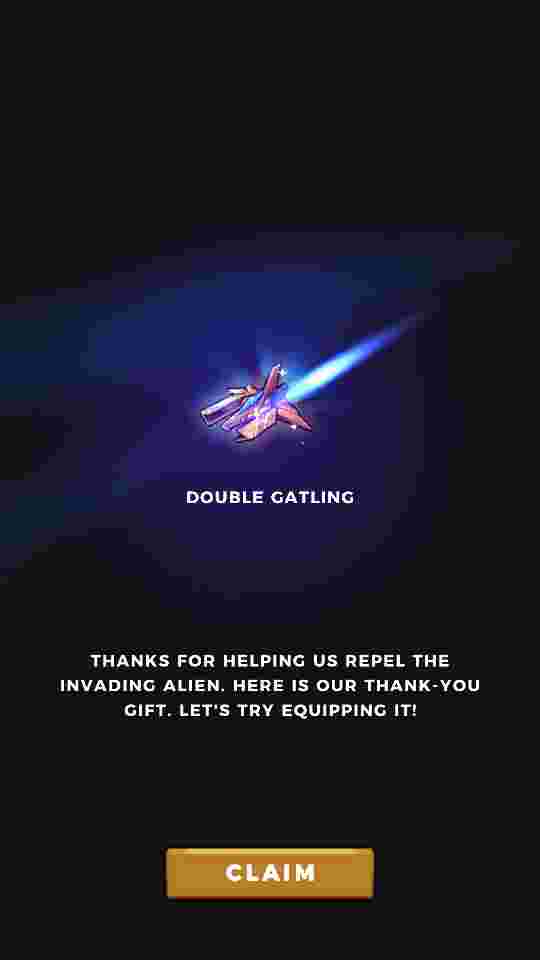 DOUBLE GATLING
THANKS FOR HELPING US REPEL THE
INVADING ALIEN. HERE IS OUR THANK-YOU
GIFT. LET'S TRY EQUIPPING IT!
CLAIM